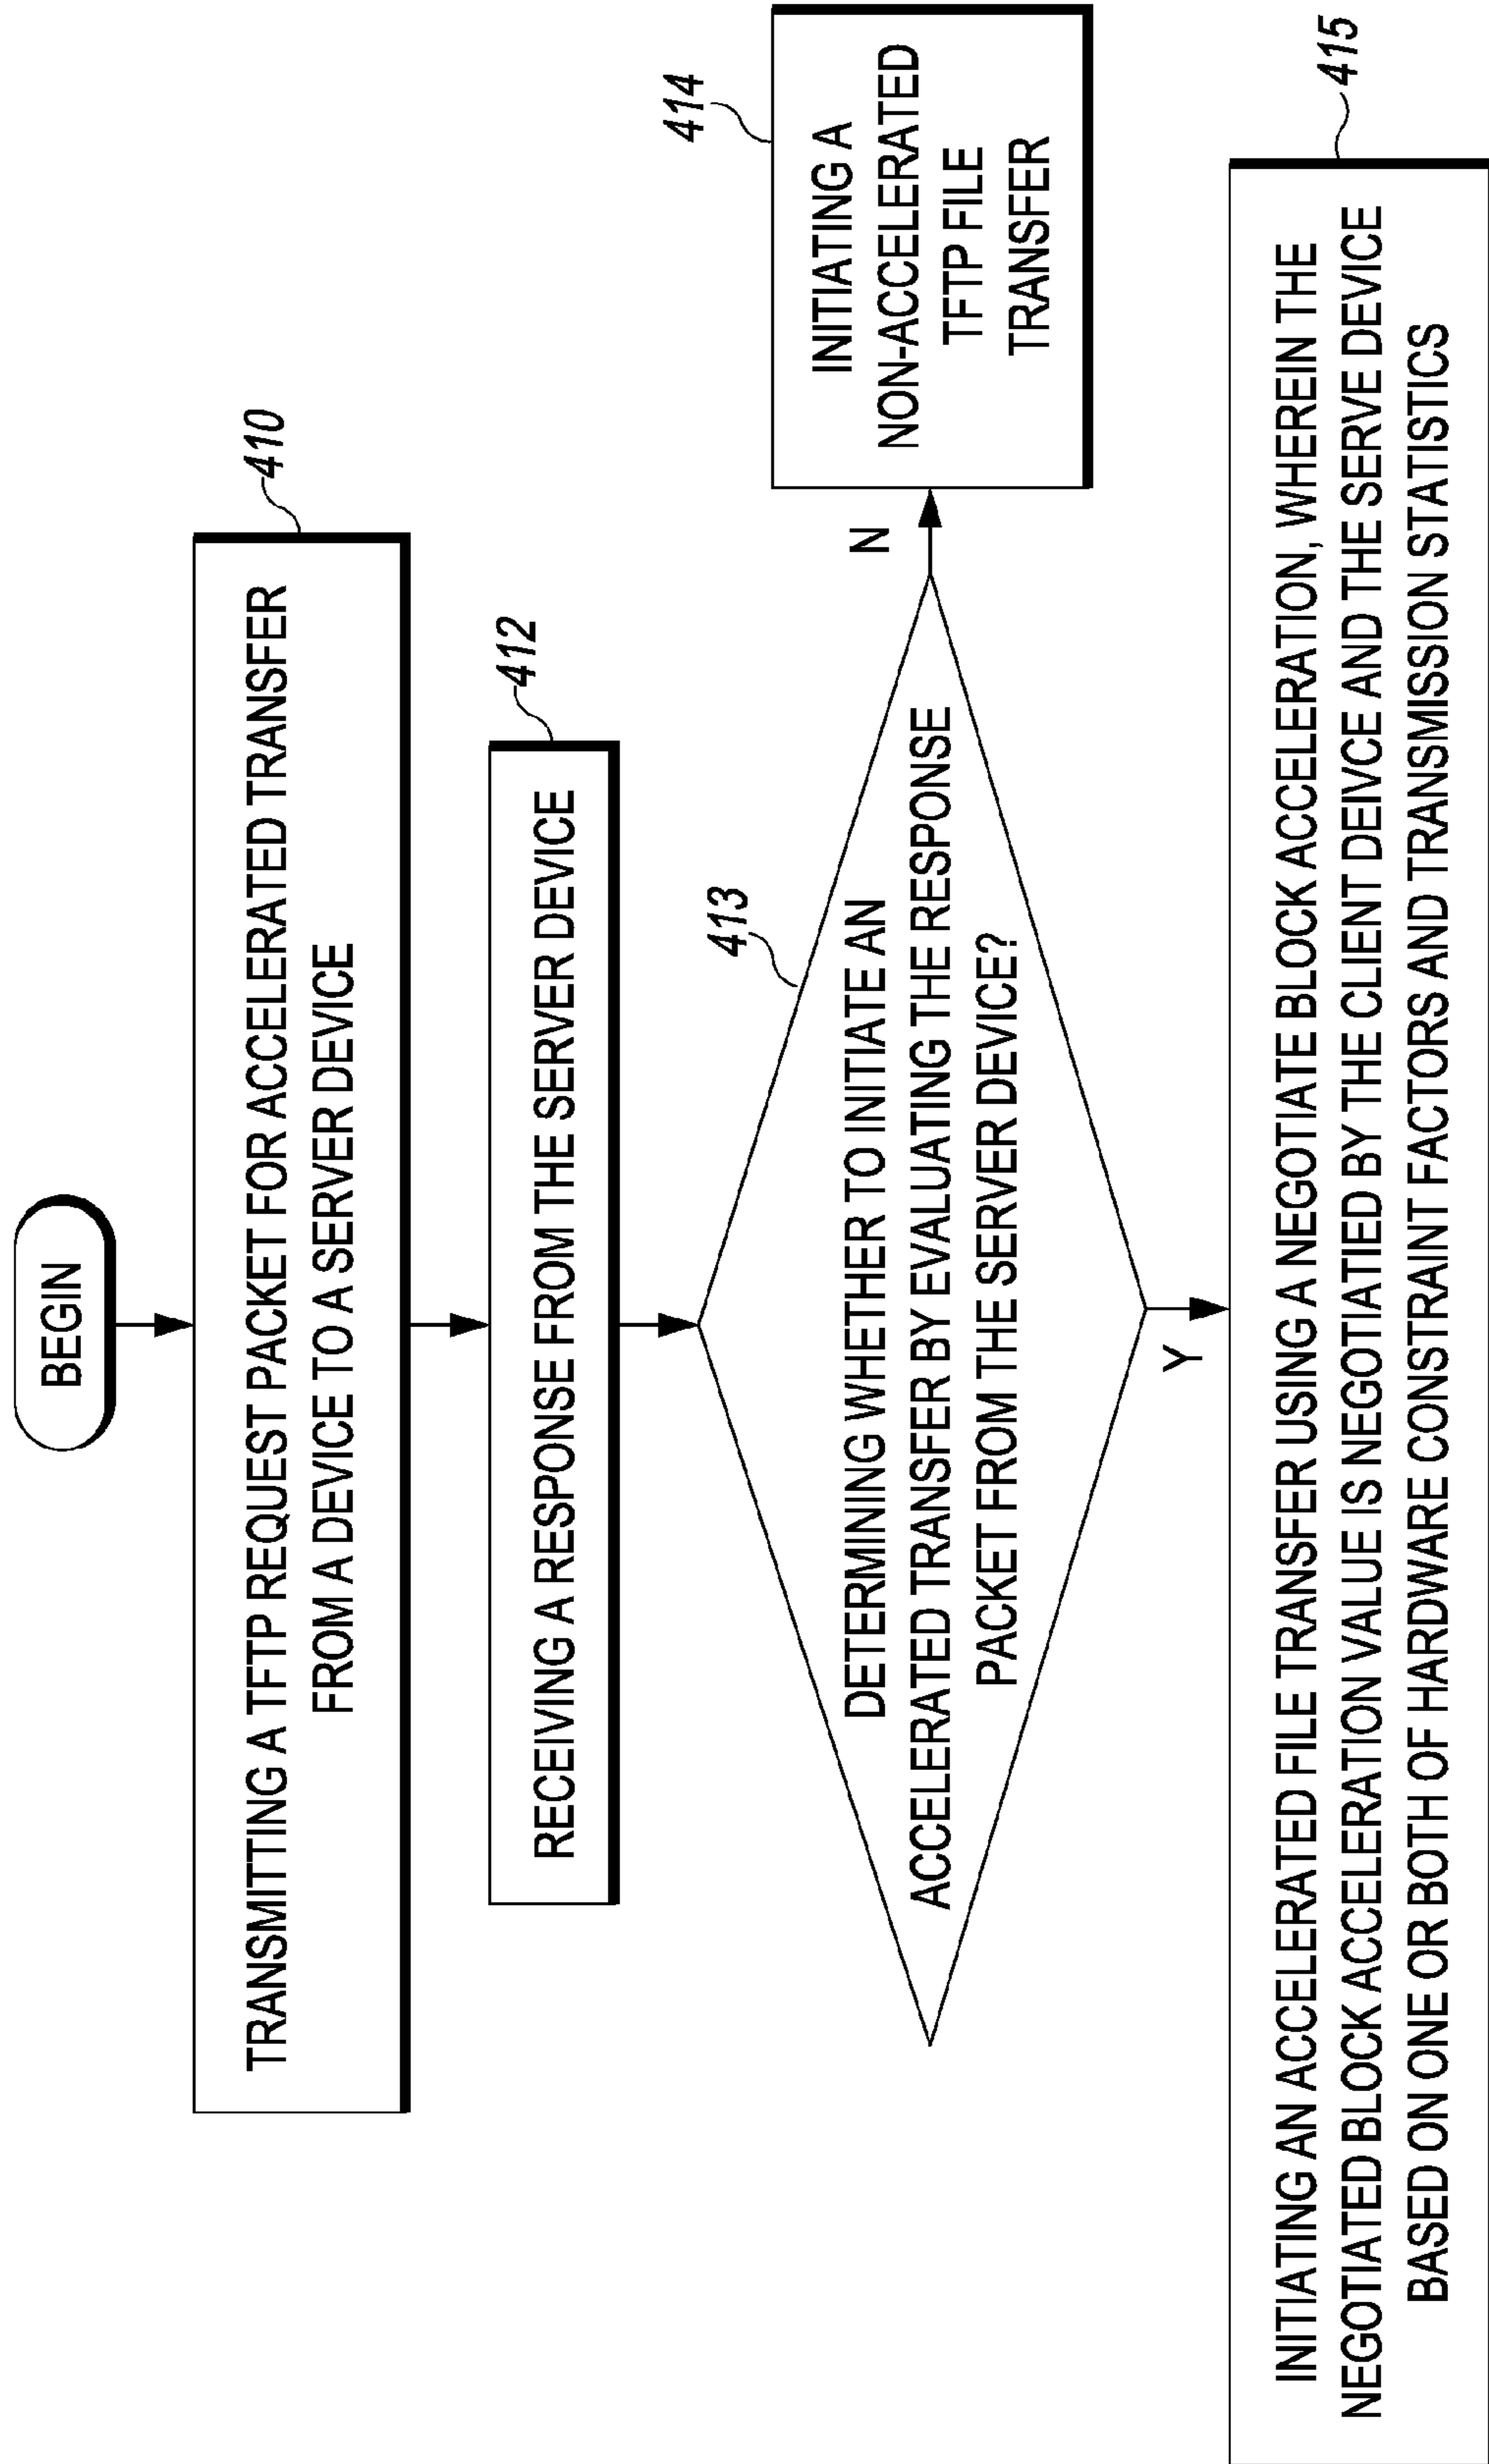 BEGIN
410
TRANSMITTING A TFTP REQUEST PACKET FOR ACCELERATED TRANSFER
FROM A DEVICE TO A SERVER DEVICE
412
RECEIVING A RESPONSE FROM THE SERVER DEVICE
413
DETERMINING WHETHER TO INITIATE AN
ACCELERATED TRANSFER BY EVALUATING THE RESPONSE
PACKET FROM THE SERVER DEVICE?
N
414
INITIATING A
NON-ACCELERATED
TFTP FILE
TRANSFER
Y
415
INITIATING AN ACCELERATED FILE TRANSFER USING A NEGOTIATE BLOCK ACCELERATION, WHEREIN THE
NEGOTIATED BLOCK ACCELERATION VALUE IS NEGOTIATIED BY THE CLIENT DEIVCE AND THE SERVE DEVICE
BASED ON ONE OR BOTH OF HARDWARE CONSTRAINT FACTORS AND TRANSMISSION STATISTICS